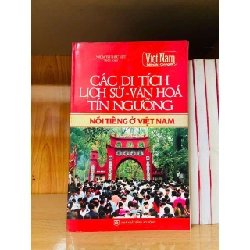 Việt Nam
CÁC DI TÍCH
LỊCH SỬ - VĂN HOÁ
TÍN NGƯỠNG
NỔI TIẾNG Ở VIỆT NAM